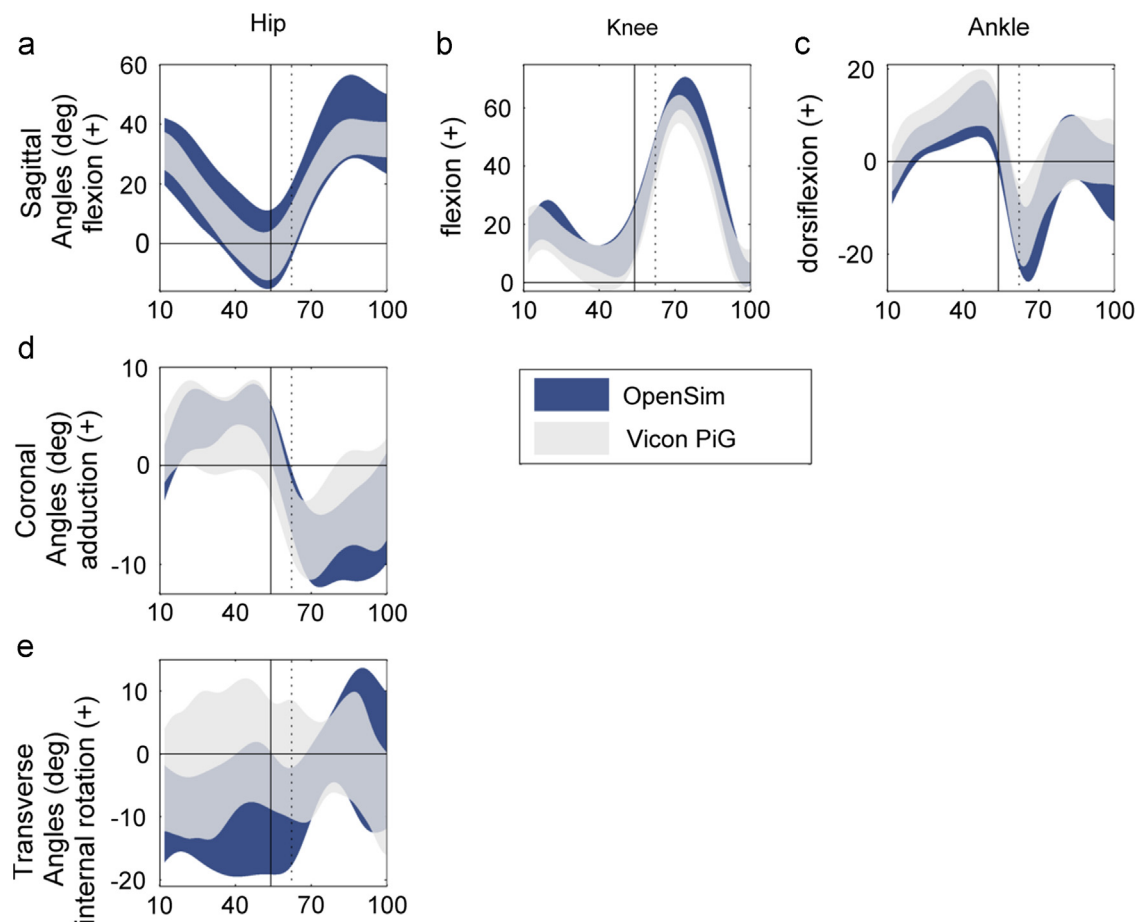 Hip
Knee
Ankle
a
b
c
Sagittal
Angles (deg)
flexion (+)
60
40
20
0
10
40
70
100
flexion (+)
60
40
20
0
10
40
70
100
dorsiflexion (+)
20
0
-20
10
40
70
100
d
Coronal
Angles (deg)
adduction (+)
10
0
-10
10
40
70
100
OpenSim
Vicon PiG
e
Transverse
Angles (deg)
internal rotation (+)
10
0
-10
-20
10
40
70
100